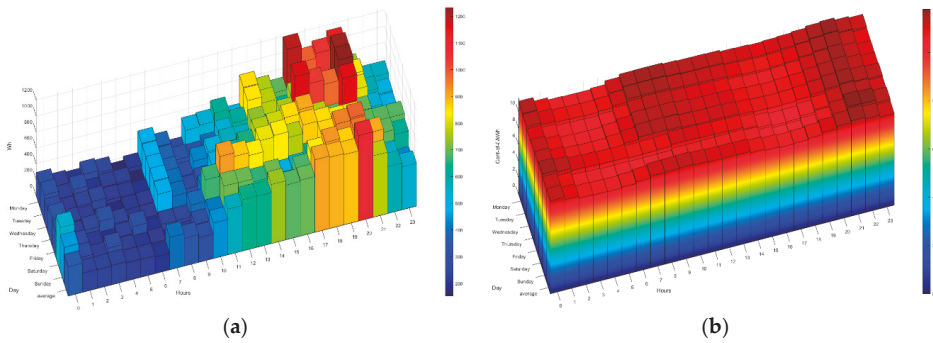 1200
1000
800
600
400
200
0
Wh
Monday
Tuesday
Wednesday
Thursday
Friday
Saturday
Sunday
average
Day
0 1 2 3 4 5 6 7 8 9 10 11 12 13 14 15 16 17 18 19 20 21 22 23
Hours
1200
1100
1000
900
800
700
600
500
400
300
200
(a)
10
8
6
4
2
0
Monday
Tuesday
Wednesday
Thursday
Friday
Saturday
Sunday
average
Day
0 1 2 3 4 5 6 7 8 9 10 11 12 13 14 15 16 17 18 19 20 21 22 23
Hours
(b)